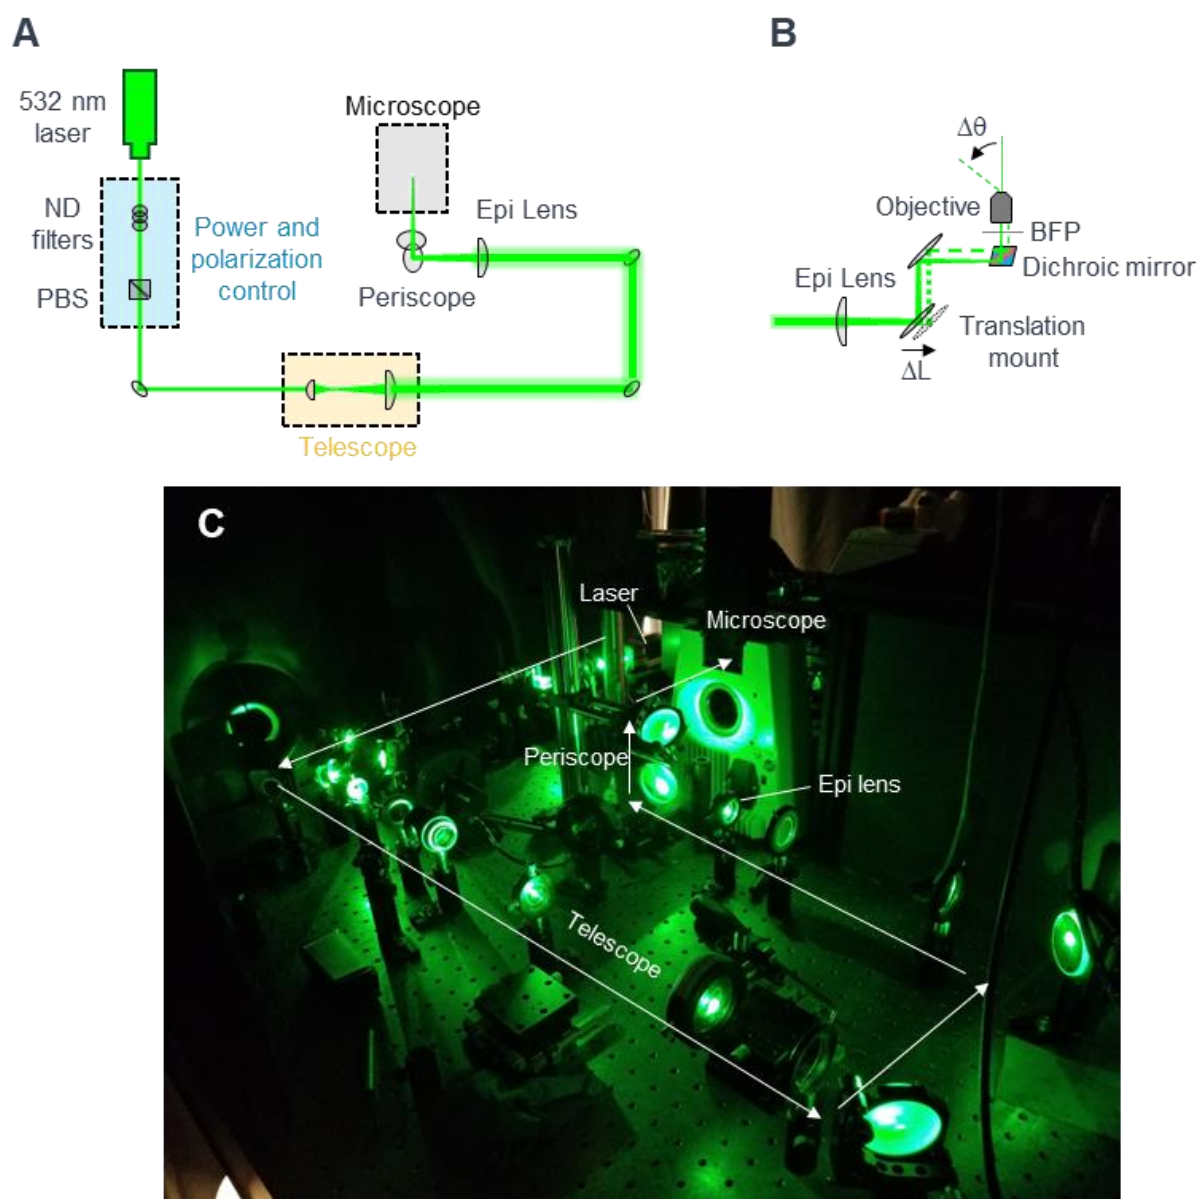 A
532 nm
laser
ND
filters
PBS
Power and
polarization
control
Microscope
Epi Lens
Periscope
Telescope
B
Δθ
Objective
BFP
Dichroic mirror
Epi Lens
Translation
mount
ΔL
C
Laser
Microscope
Periscope
Epi lens
Telescope